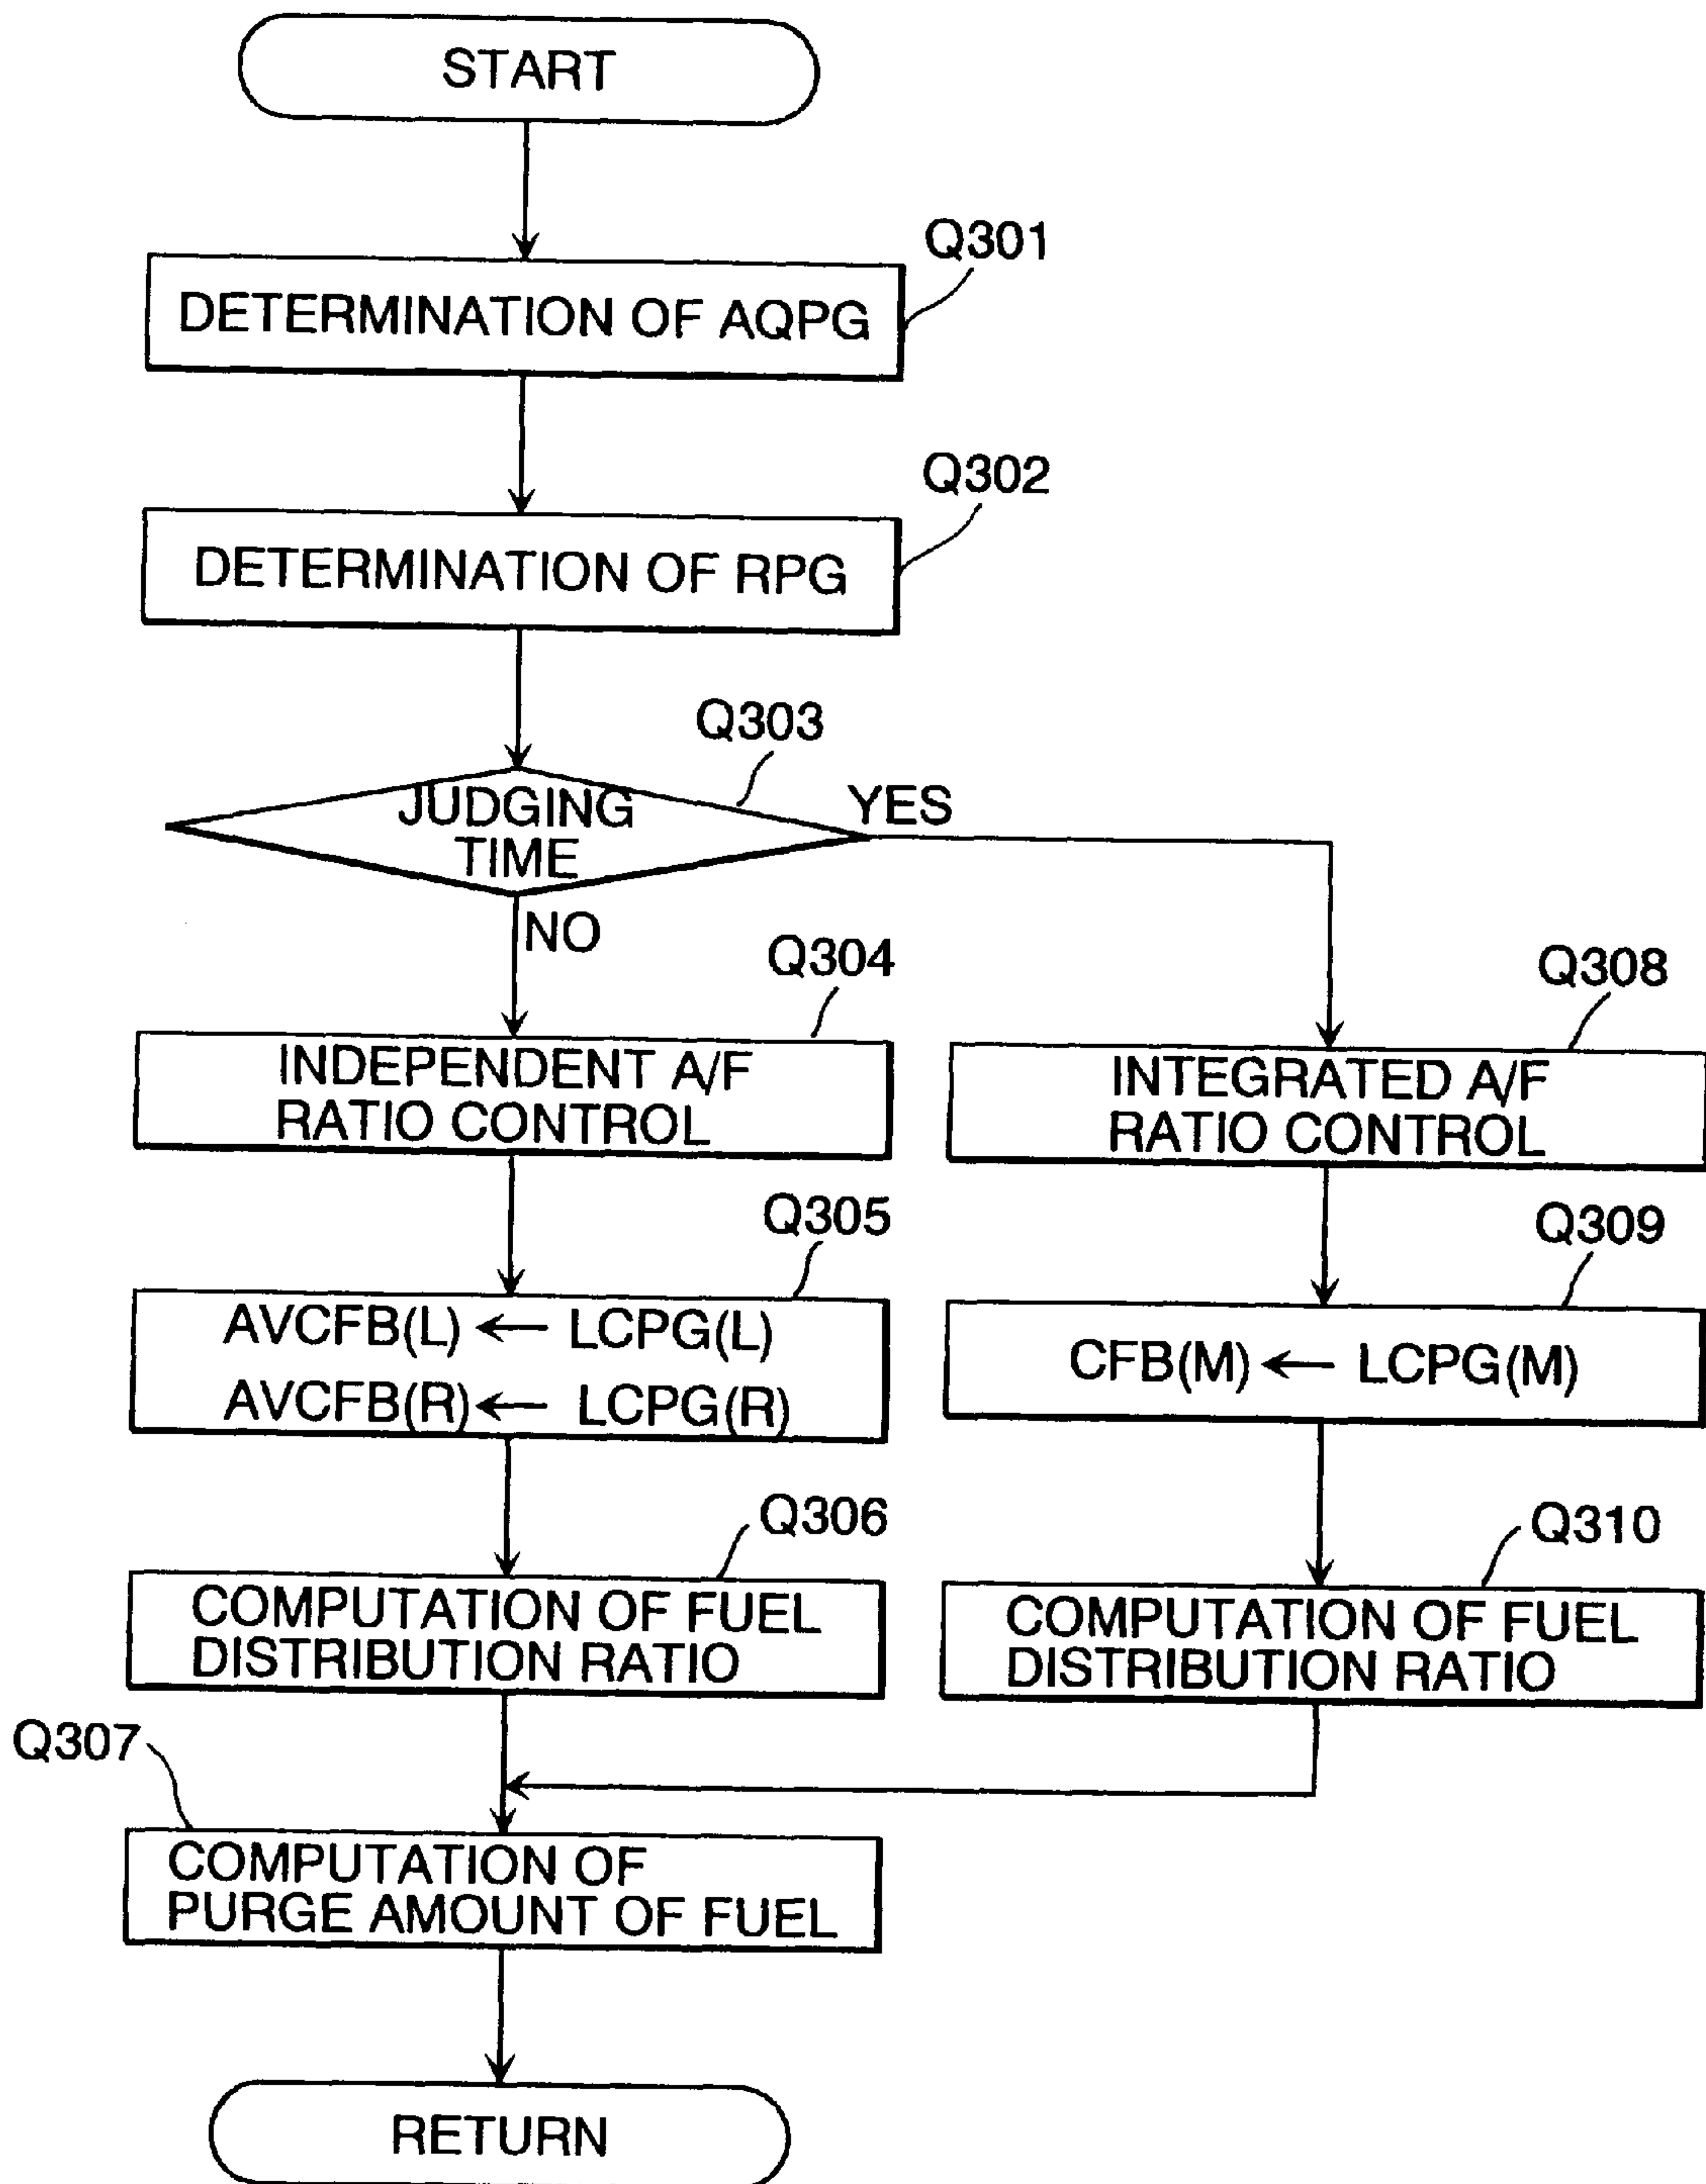 START
Q301
DETERMINATION OF AQPG
Q302
DETERMINATION OF RPG
Q303
JUDGING
TIME
YES
NO
Q304
INDEPENDENT A/F
RATIO CONTROL
Q308
INTEGRATED A/F
RATIO CONTROL
Q305
AVCFB(L) ← LCPG(L)
AVCFB(R) ← LCPG(R)
Q309
CFB(M) ← LCPG(M)
Q306
COMPUTATION OF FUEL
DISTRIBUTION RATIO
Q310
COMPUTATION OF FUEL
DISTRIBUTION RATIO
Q307
COMPUTATION OF
PURGE AMOUNT OF FUEL
RETURN